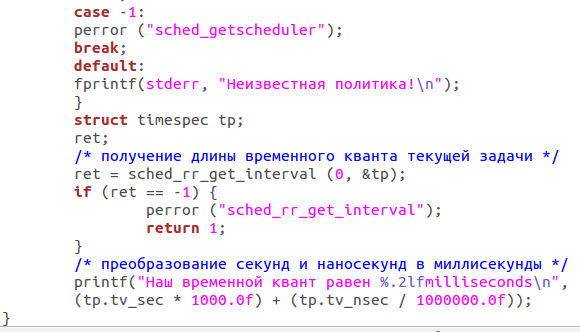 case -1:
perror ("sched_getscheduler");
break;
default:
fprintf(stderr, "Неизвестная политика!\n");
}
struct timespec tp;
ret;
/* получение длины временного кванта текущей задачи */
ret = sched_rr_get_interval (0, &tp);
if (ret == -1) {
perror ("sched_rr_get_interval");
return 1;
}
/* преобразование секунд и наносекунд в миллисекунды */
printf("Наш временной квант равен %.2lfmilliseconds\n",
(tp.tv_sec * 1000.0f) + (tp.tv_nsec / 1000000.0f));
}